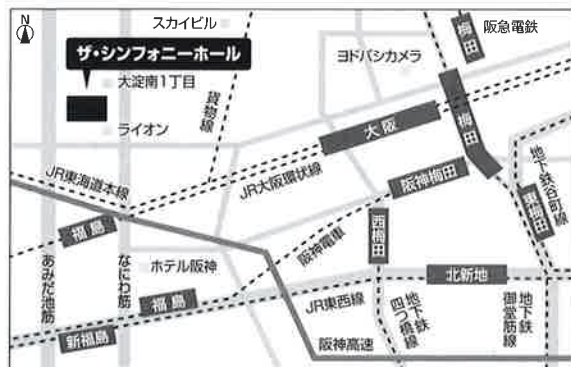 N
スカイビル
阪急電鉄
梅田
ザ・シンフォニーホール
大淀南1丁目
ヨドバシカメラ
貨物線
ライオン
大阪
梅田
JR東海道本線
JR大阪環状線
阪神梅田
地下鉄谷町線
東梅田
福島
西梅田
阪神電車
あみだ池筋
なにわ筋
ホテル阪神
北新地
福島
JR東西線
地下鉄
四つ橋線
地下鉄
御堂筋線
新福島
阪神高速